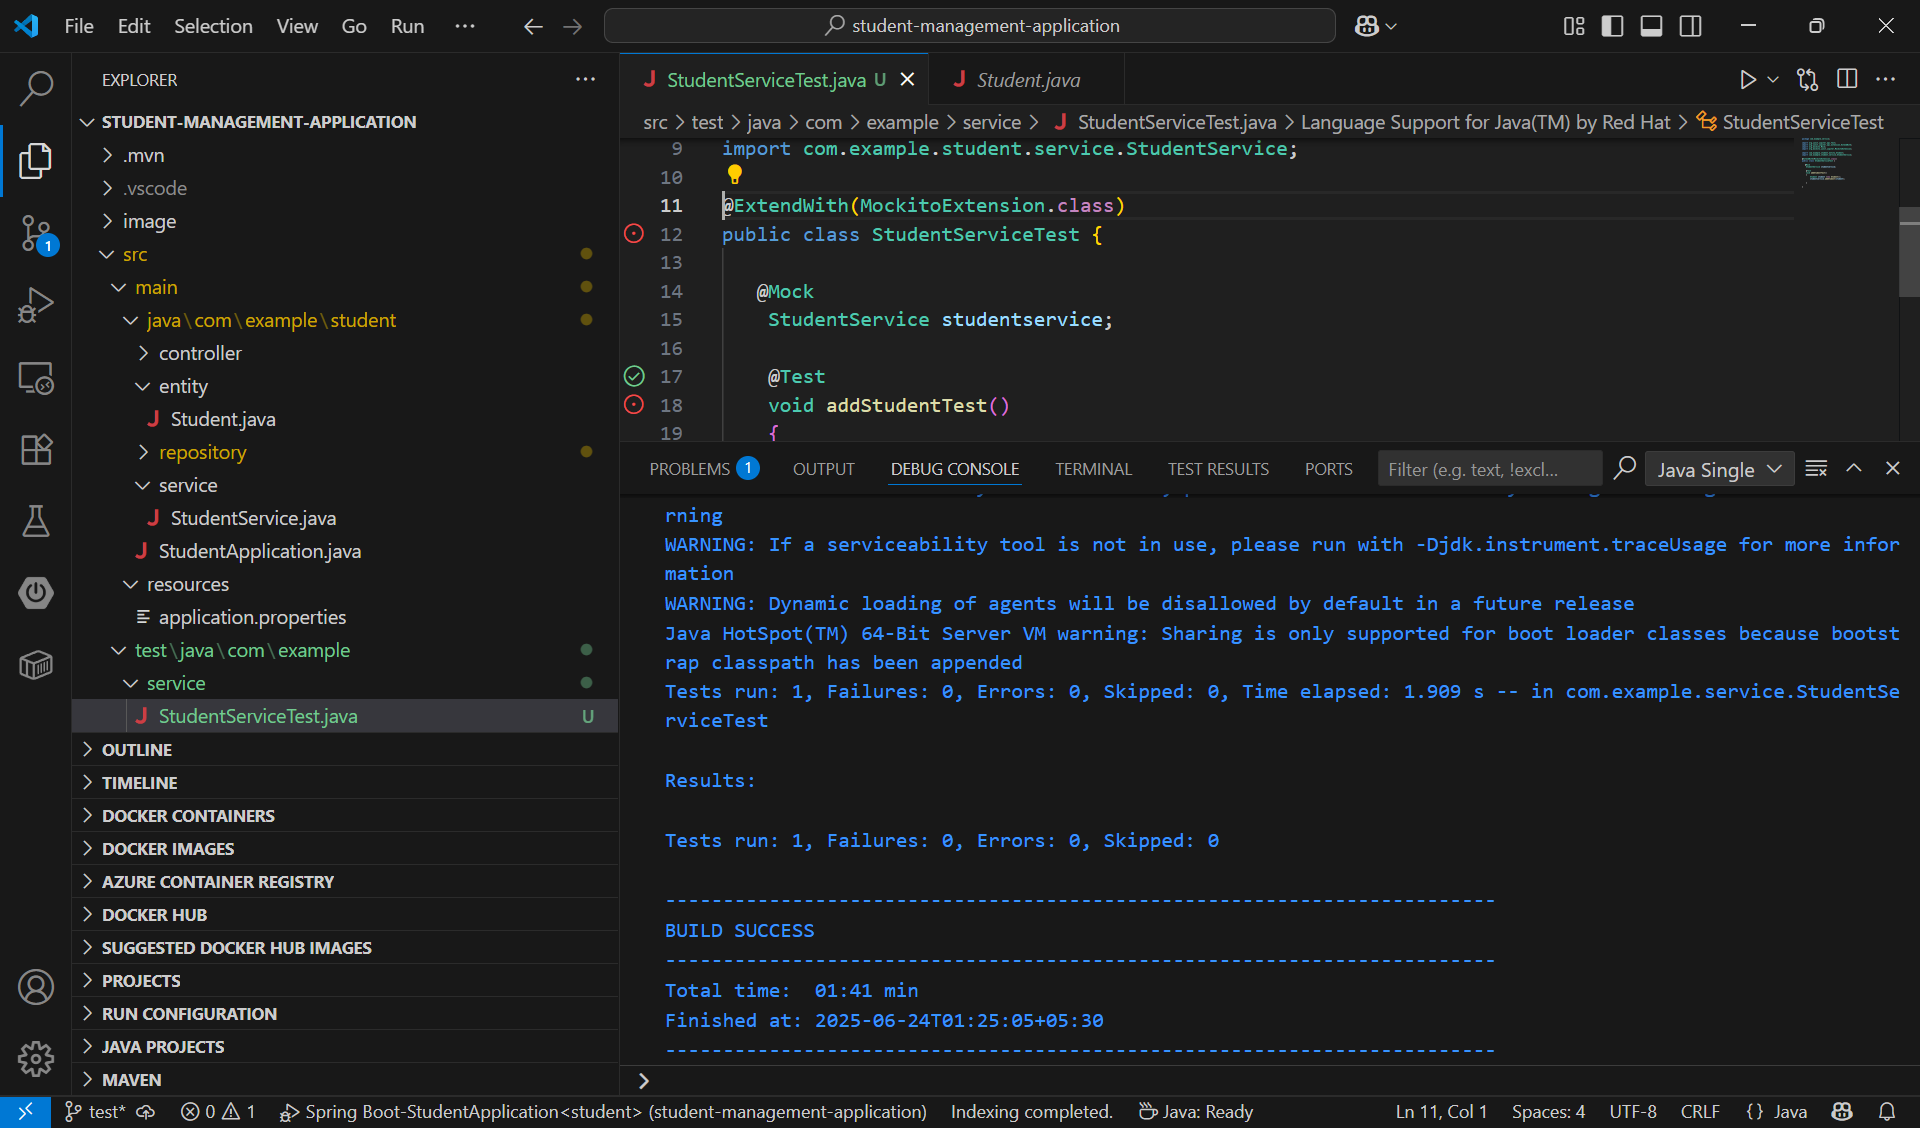 File Edit Selection View Go Run ··· student-management-application
EXPLORER ···
STUDENT-MANAGEMENT-APPLICATION
.mvn
.vscode
image
src
main
java\com\example\student
controller
entity
J Student.java
repository
service
J StudentService.java
J StudentApplication.java
resources
application.properties
test\java\com\example
service
J StudentServiceTest.java U
OUTLINE
TIMELINE
DOCKER CONTAINERS
DOCKER IMAGES
AZURE CONTAINER REGISTRY
DOCKER HUB
SUGGESTED DOCKER HUB IMAGES
PROJECTS
RUN CONFIGURATION
JAVA PROJECTS
MAVEN
1
J StudentServiceTest.java U J Student.java
src > test > java > com > example > service > J StudentServiceTest.java > Language Support for Java(TM) by Red Hat > StudentServiceTest
9 import com.example.student.service.StudentService;
10
11 @ExtendWith(MockitoExtension.class)
12 public class StudentServiceTest {
13
14 @Mock
15 StudentService studentservice;
16
17 @Test
18 void addStudentTest()
19 {
PROBLEMS 1 OUTPUT DEBUG CONSOLE TERMINAL TEST RESULTS PORTS Filter (e.g. text, !excl... Java Single
rning
WARNING: If a serviceability tool is not in use, please run with -Djdk.instrument.traceUsage for more infor
mation
WARNING: Dynamic loading of agents will be disallowed by default in a future release
Java HotSpot(TM) 64-Bit Server VM warning: Sharing is only supported for boot loader classes because bootst
rap classpath has been appended
Tests run: 1, Failures: 0, Errors: 0, Skipped: 0, Time elapsed: 1.909 s -- in com.example.service.StudentSe
rviceTest
Results:
Tests run: 1, Failures: 0, Errors: 0, Skipped: 0
------------------------------------------------------------------------
BUILD SUCCESS
------------------------------------------------------------------------
Total time:  01:41 min
Finished at: 2025-06-24T01:25:05+05:30
------------------------------------------------------------------------
>
test* 0 1 Spring Boot-StudentApplication<student> (student-management-application) Indexing completed. Java: Ready Ln 11, Col 1 Spaces: 4 UTF-8 CRLF {} Java